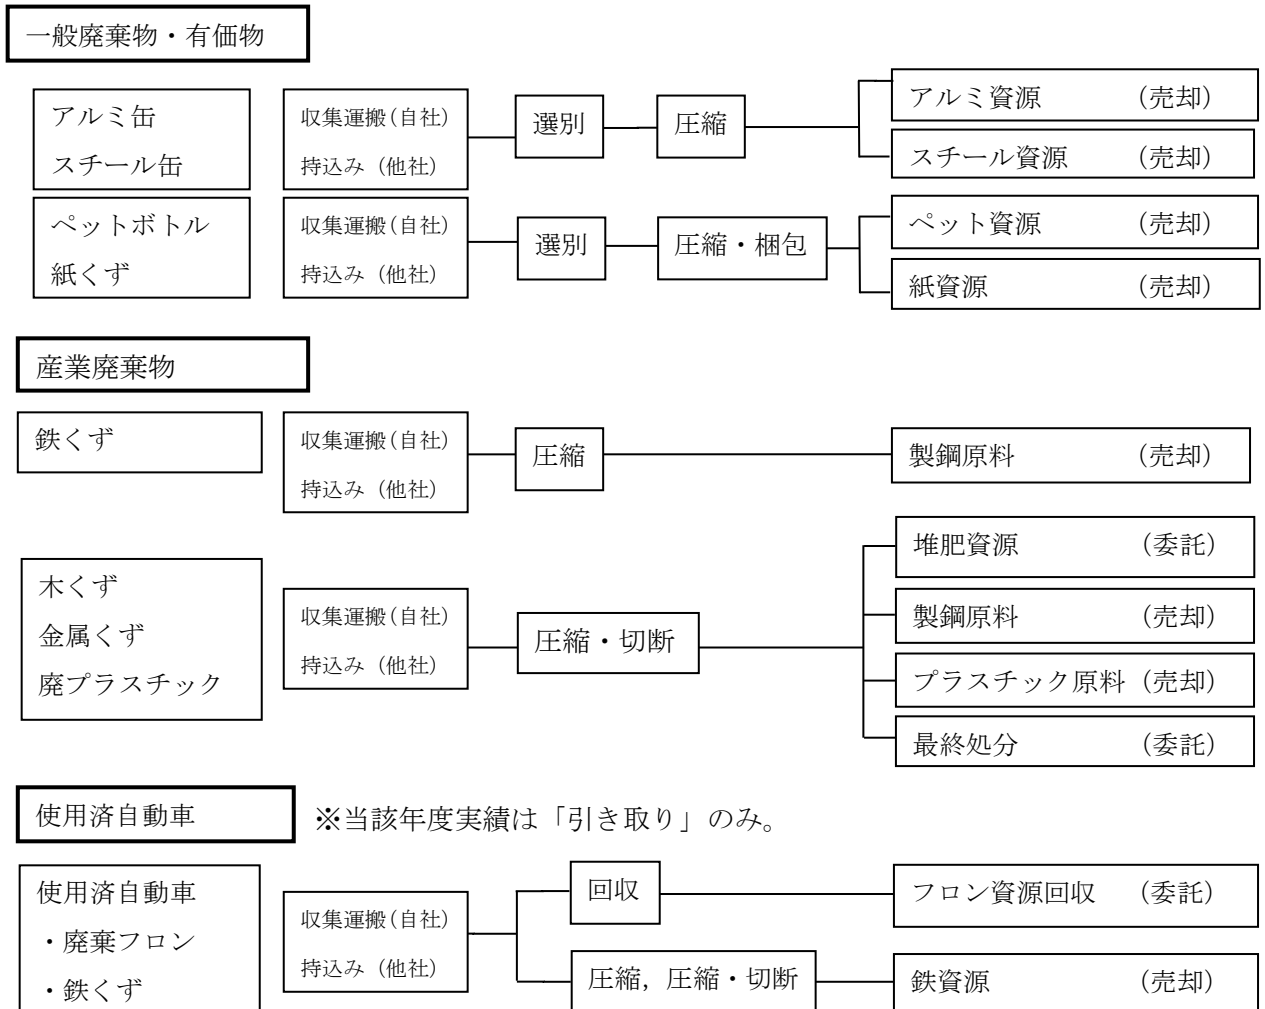 一般廃棄物・有価物
アルミ缶
スチール缶
収集運搬(自社)
持込み（他社）
選別
圧縮
アルミ資源　（売却）
スチール資源　（売却）
ペットボトル
紙くず
収集運搬(自社)
持込み（他社）
選別
圧縮・梱包
ペット資源　（売却）
紙資源　（売却）
産業廃棄物
鉄くず
収集運搬(自社)
持込み（他社）
圧縮
製鋼原料　（売却）
木くず
金属くず
廃プラスチック
収集運搬(自社)
持込み（他社）
圧縮・切断
堆肥資源　（委託）
製鋼原料　（売却）
プラスチック原料（売却）
最終処分　（委託）
使用済自動車
※当該年度実績は「引き取り」のみ。
使用済自動車
・廃棄フロン
・鉄くず
収集運搬(自社)
持込み（他社）
回収
フロン資源回収　（委託）
圧縮，圧縮・切断
鉄資源　（売却）